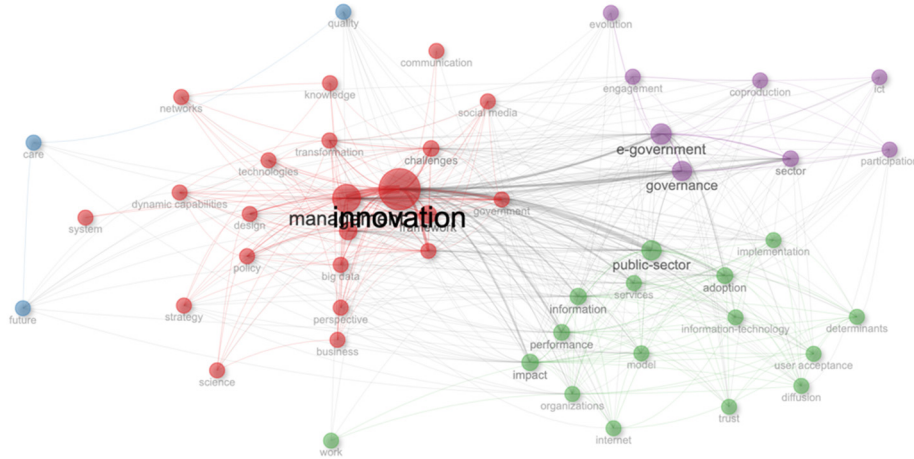 quality
evolution
communication
engagement
coproduction
ict
networks
knowledge
social media
care
transformation
challenges
e-government
sector
participation
technologies
governance
dynamic capabilities
system
design
management
innovation
framework
government
policy
big data
public-sector
implementation
services
adoption
future
strategy
perspective
information
information-technology
determinants
business
performance
model
user acceptance
science
impact
organizations
diffusion
trust
internet
work